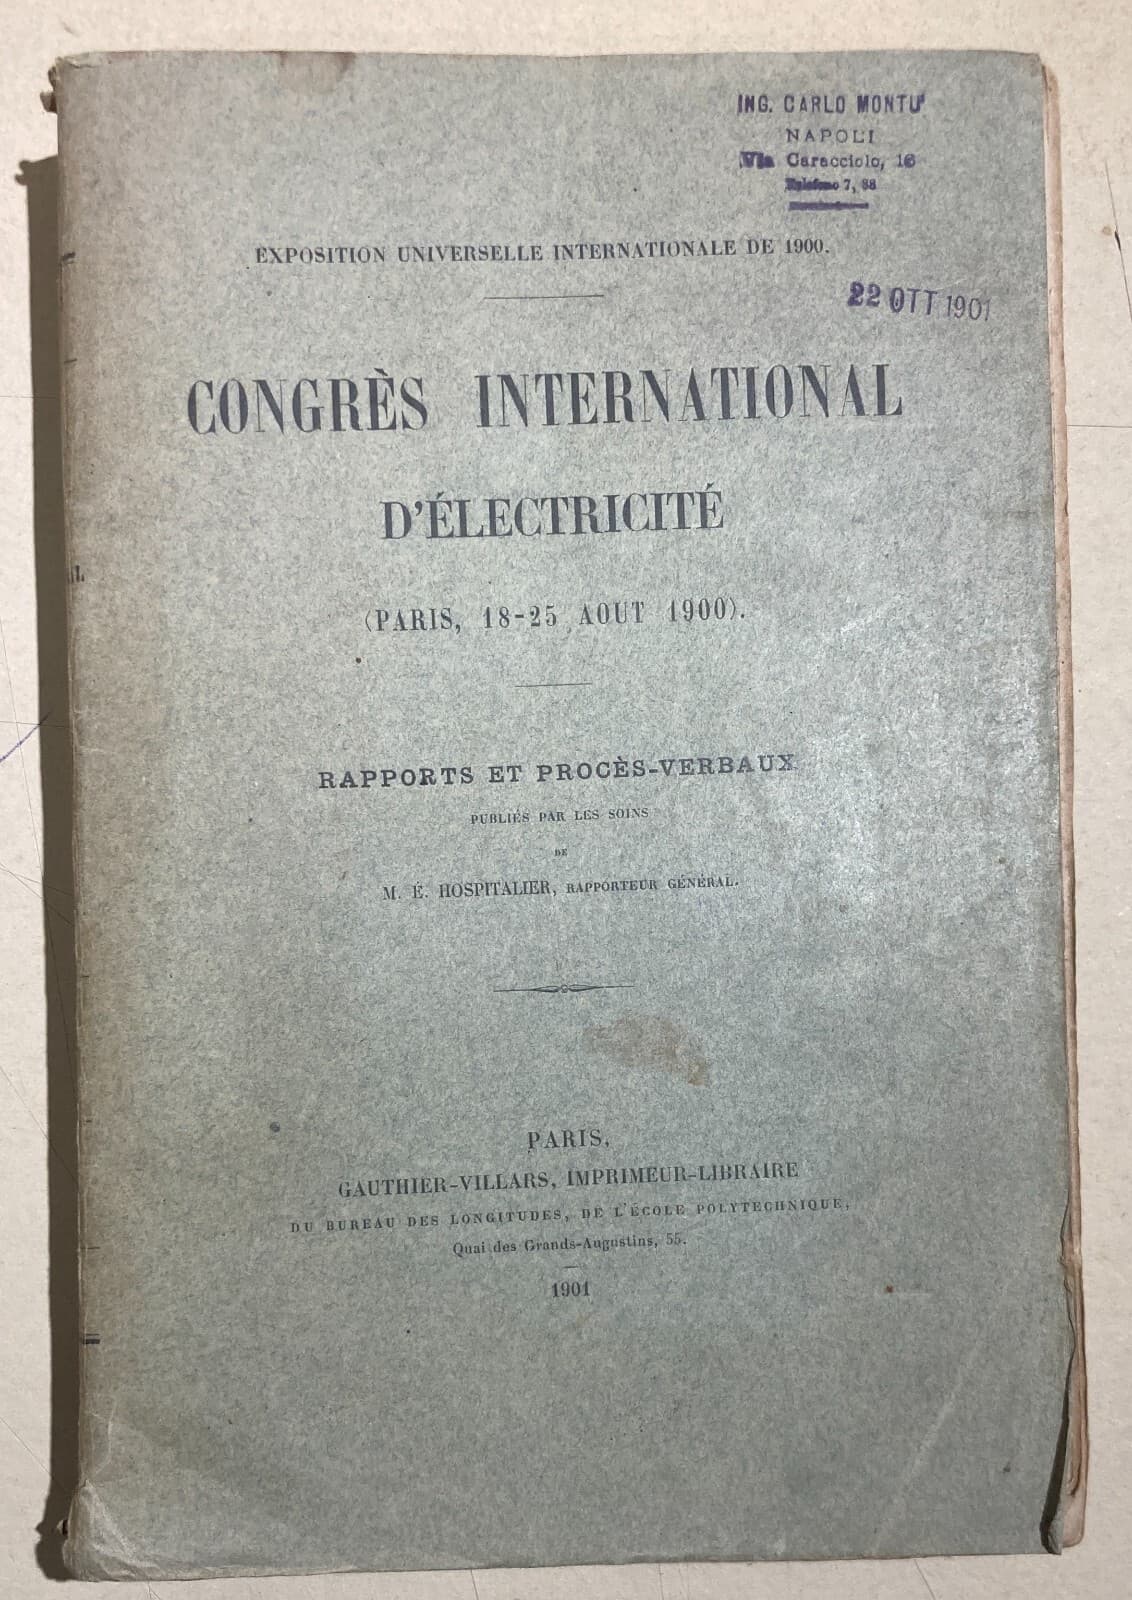 ING. CARLO MONTU'
NAPOLI
Via Caracciolo, 16
Telefono 7, 88
EXPOSITION UNIVERSELLE INTERNATIONALE DE 1900.
22 OTT 1901
CONGRÈS INTERNATIONAL
D'ÉLECTRICITÉ
(PARIS, 18-25 AOUT 1900).
RAPPORTS ET PROCÈS-VERBAUX
PUBLIÉS PAR LES SOINS
DE
M. É. HOSPITALIER, RAPPORTEUR GÉNÉRAL.
PARIS,
GAUTHIER-VILLARS, IMPRIMEUR-LIBRAIRE
DU BUREAU DES LONGITUDES, DE L'ÉCOLE POLYTECHNIQUE,
Quai des Grands-Augustins, 55.
1901